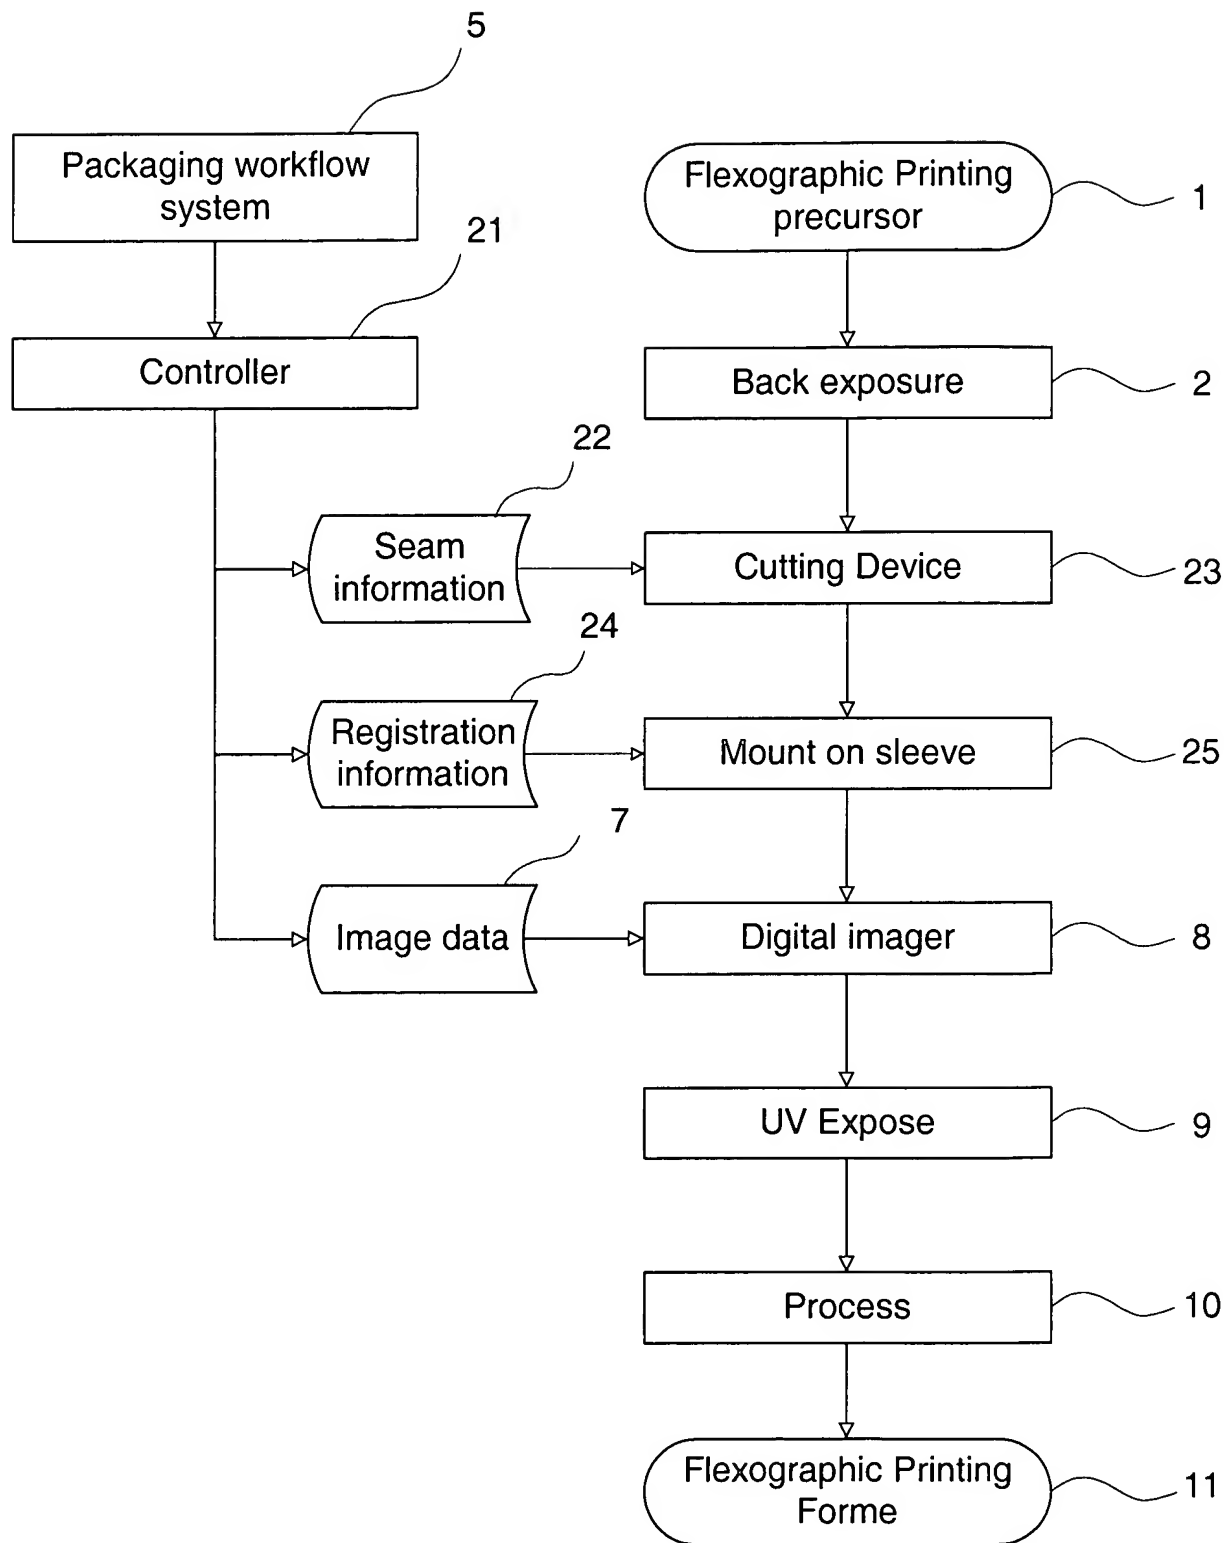 5
Packaging workflow
system
Flexographic Printing
precursor
1
21
Controller
Back exposure
2
22
Seam
information
Cutting Device
23
24
Registration
information
Mount on sleeve
25
7
Image data
Digital imager
8
UV Expose
9
Process
10
Flexographic Printing
Forme
11